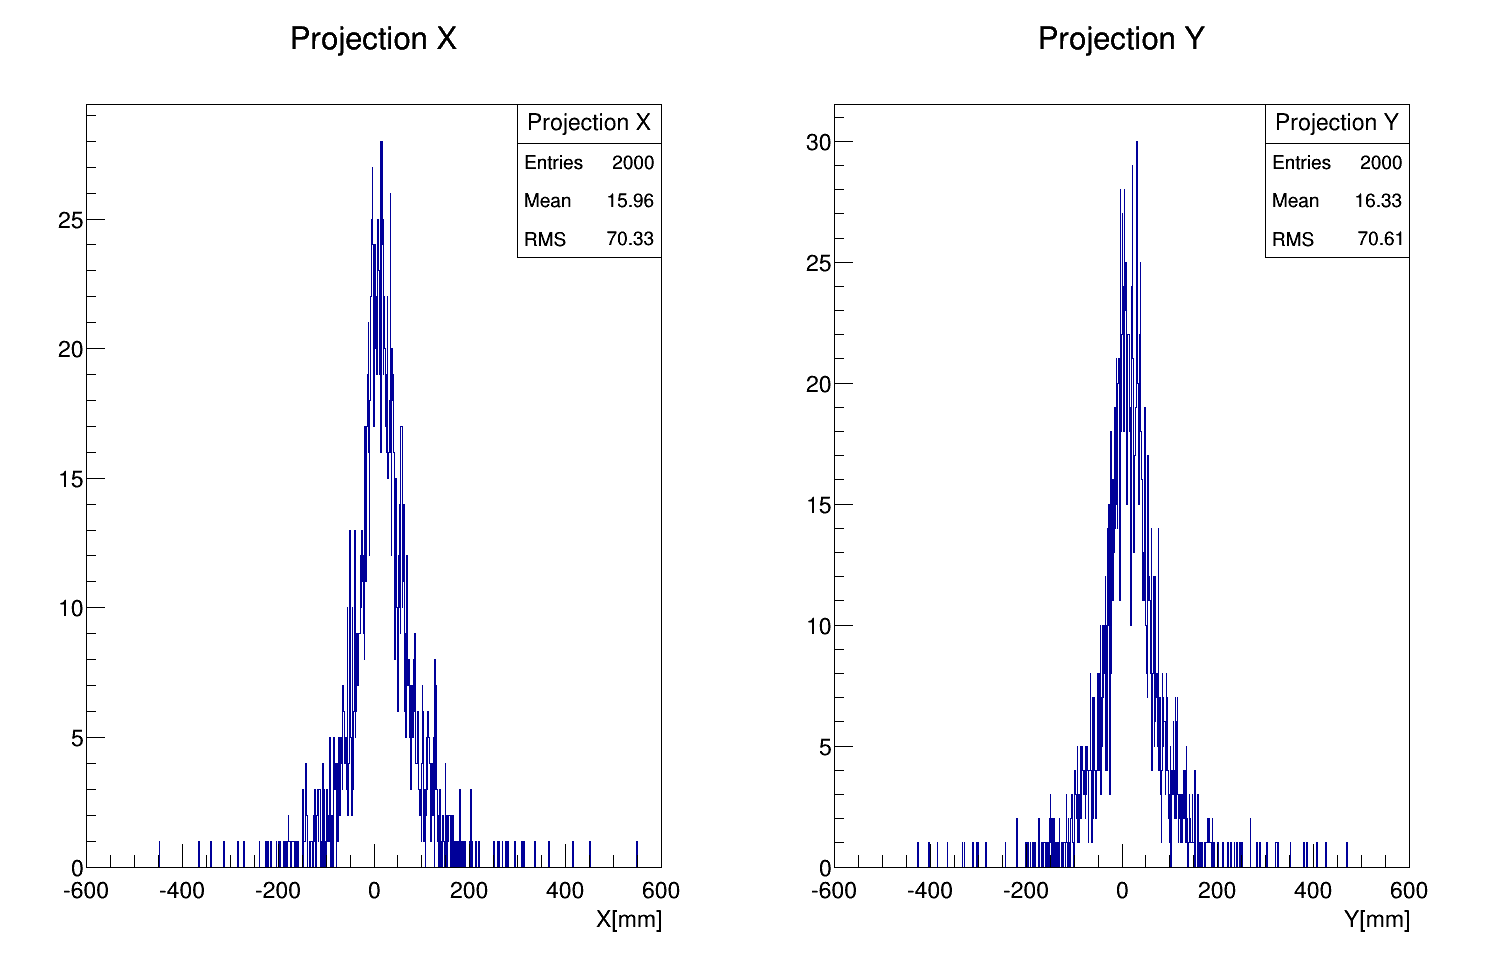 Projection X
Projection X
Entries 2000
Mean 15.96
RMS 70.33
25
20
15
10
5
0
-600 -400 -200 0 200 400 600
X[mm]
Projection Y
Projection Y
Entries 2000
Mean 16.33
RMS 70.61
30
25
20
15
10
5
0
-600 -400 -200 0 200 400 600
Y[mm]